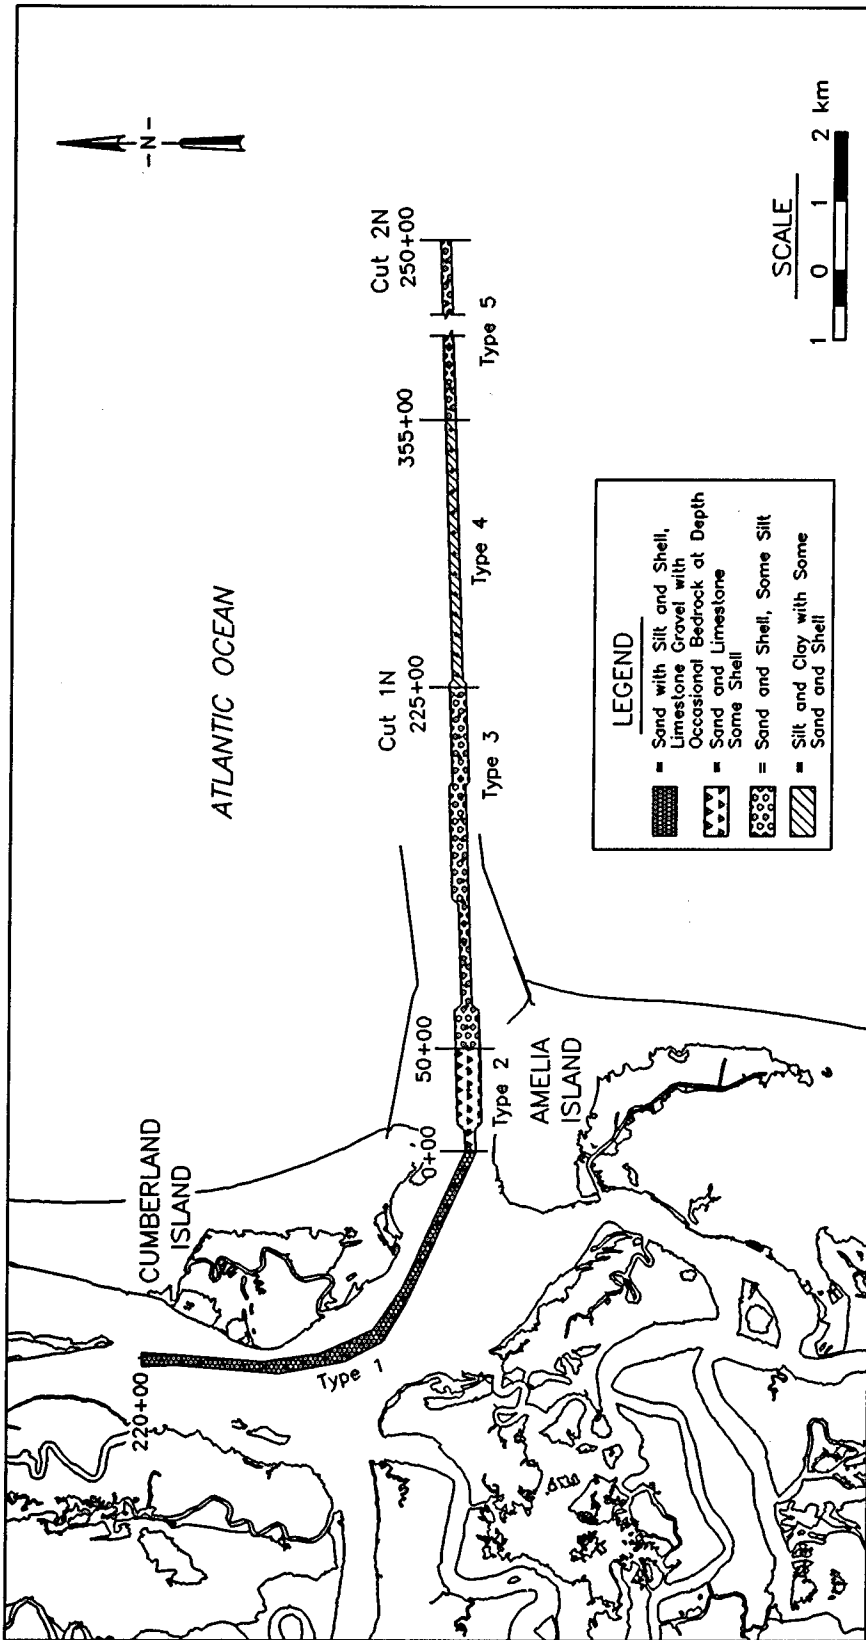 -N-
ATLANTIC OCEAN
CUMBERLAND
ISLAND
AMELIA
ISLAND
220+00
Type 1
0+00
Type 2
50+00
Type 3
Cut 1N
225+00
Type 4
355+00
Type 5
Cut 2N
250+00
LEGEND
= Sand with Silt and Shell,
Limestone Gravel with
Occasional Bedrock at Depth
= Sand and Limestone
Some Shell
= Sand and Shell, Some Silt
= Silt and Clay with Some
Sand and Shell
SCALE
1 0 1 2 km